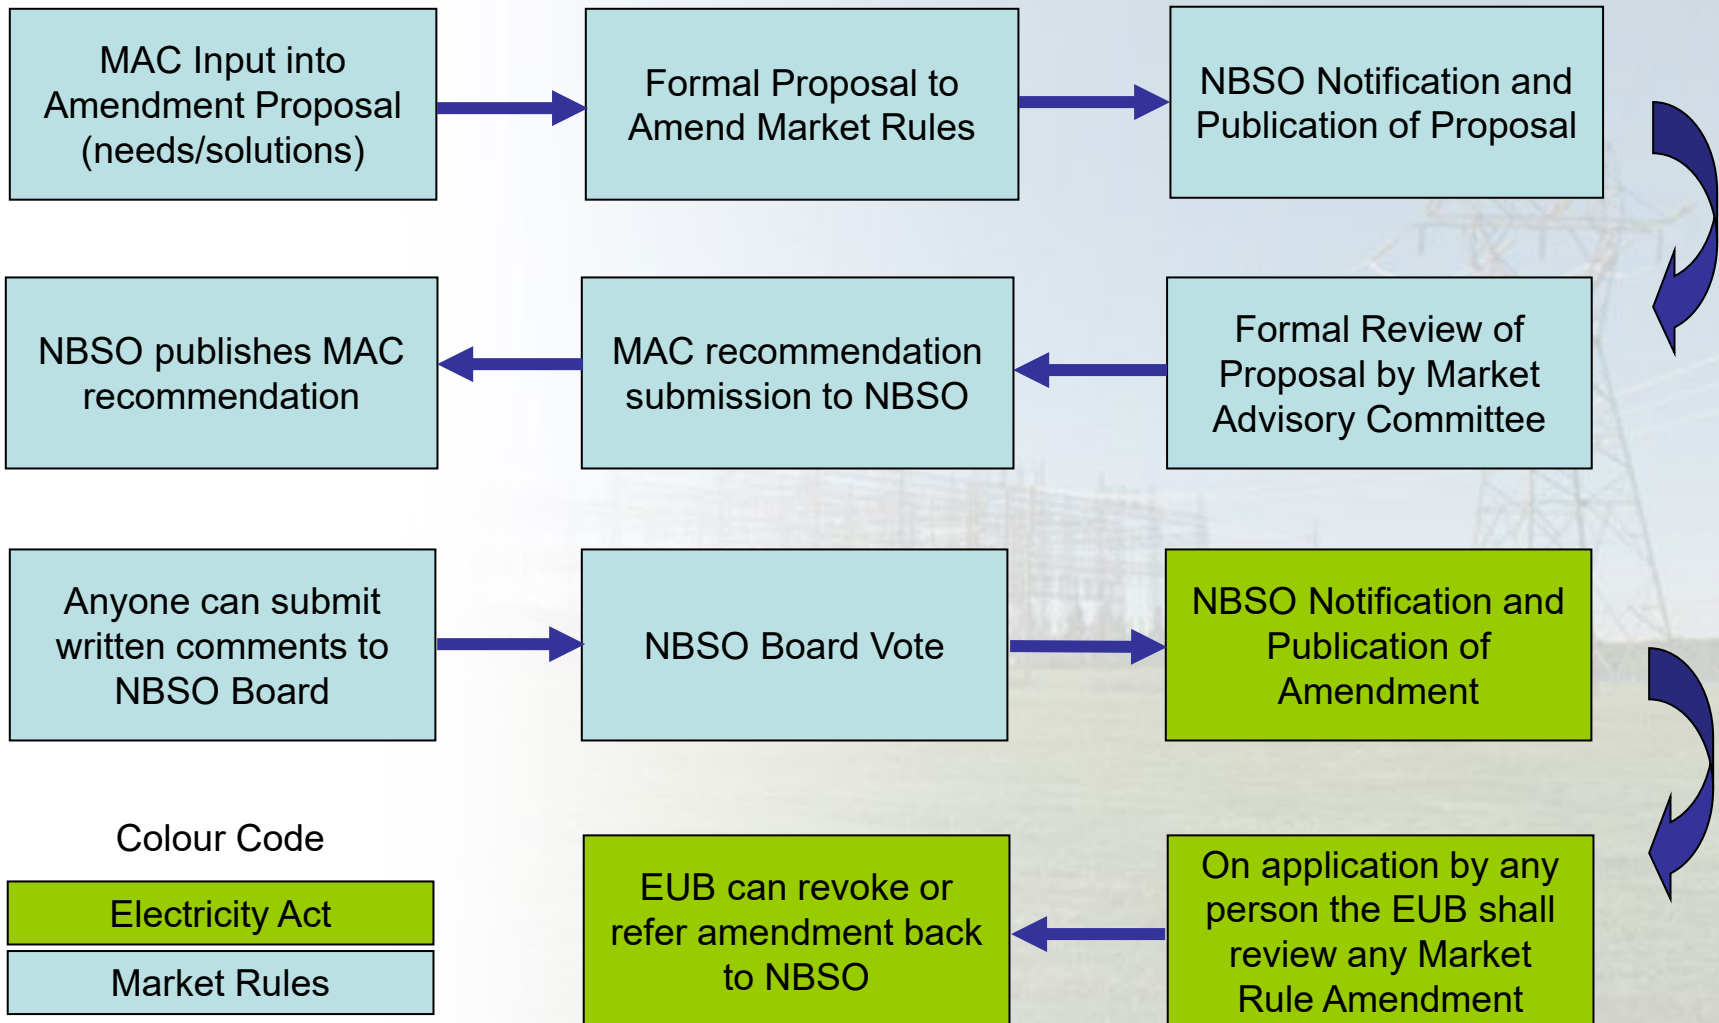 MAC Input into
Amendment Proposal
(needs/solutions)
Formal Proposal to
Amend Market Rules
NBSO Notification and
Publication of Proposal
Formal Review of
Proposal by Market
Advisory Committee
MAC recommendation
submission to NBSO
NBSO publishes MAC
recommendation
Anyone can submit
written comments to
NBSO Board
NBSO Board Vote
NBSO Notification and
Publication of
Amendment
On application by any
person the EUB shall
review any Market
Rule Amendment
EUB can revoke or
refer amendment back
to NBSO
Colour Code
Electricity Act
Market Rules